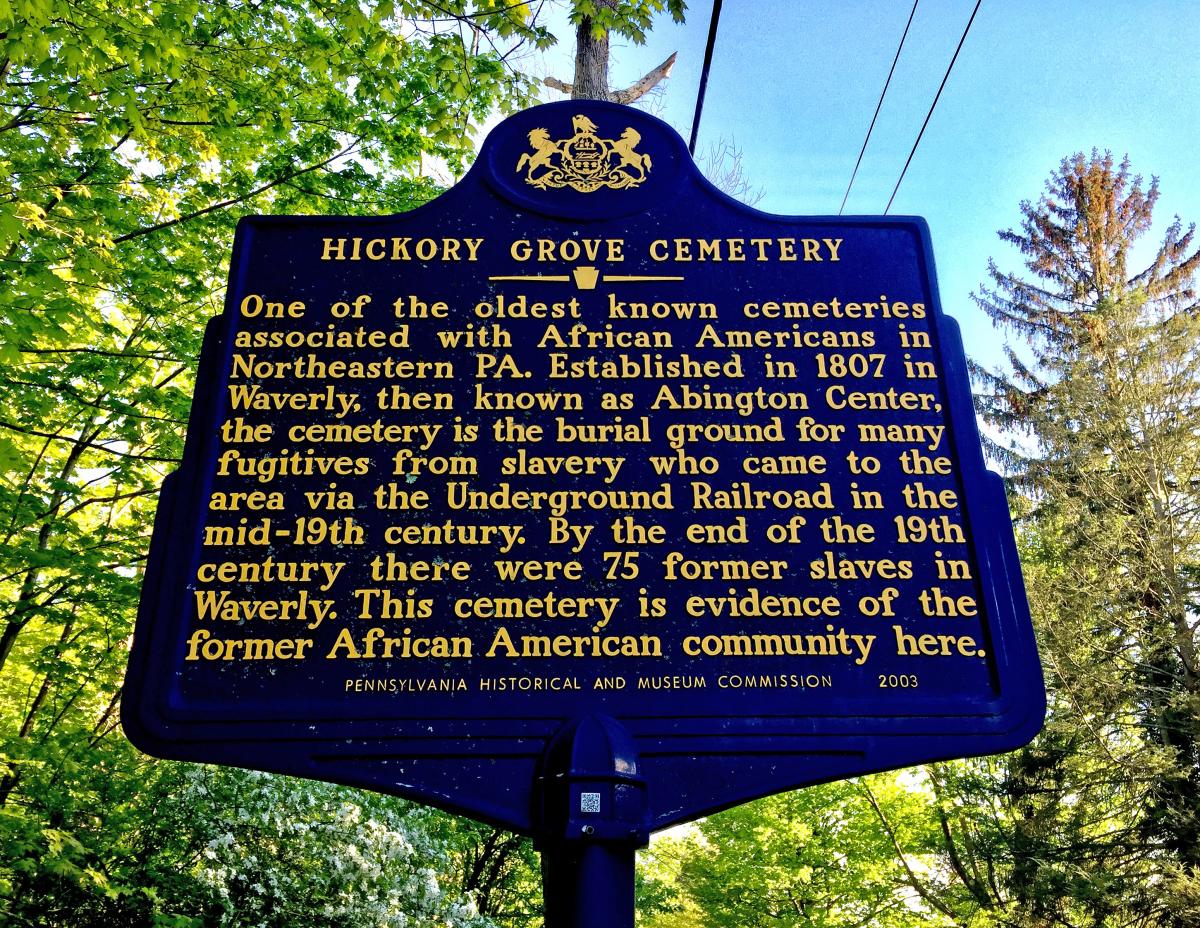 HICKORY GROVE CEMETERY
One of the oldest known cemeteries
associated with African Americans in
Northeastern PA. Established in 1807 in
Waverly, then known as Abington Center,
the cemetery is the burial ground for many
fugitives from slavery who came to the
area via the Underground Railroad in the
mid-19th century. By the end of the 19th
century there were 75 former slaves in
Waverly. This cemetery is evidence of the
former African American community here.
PENNSYLVANIA HISTORICAL AND MUSEUM COMMISSION 2003